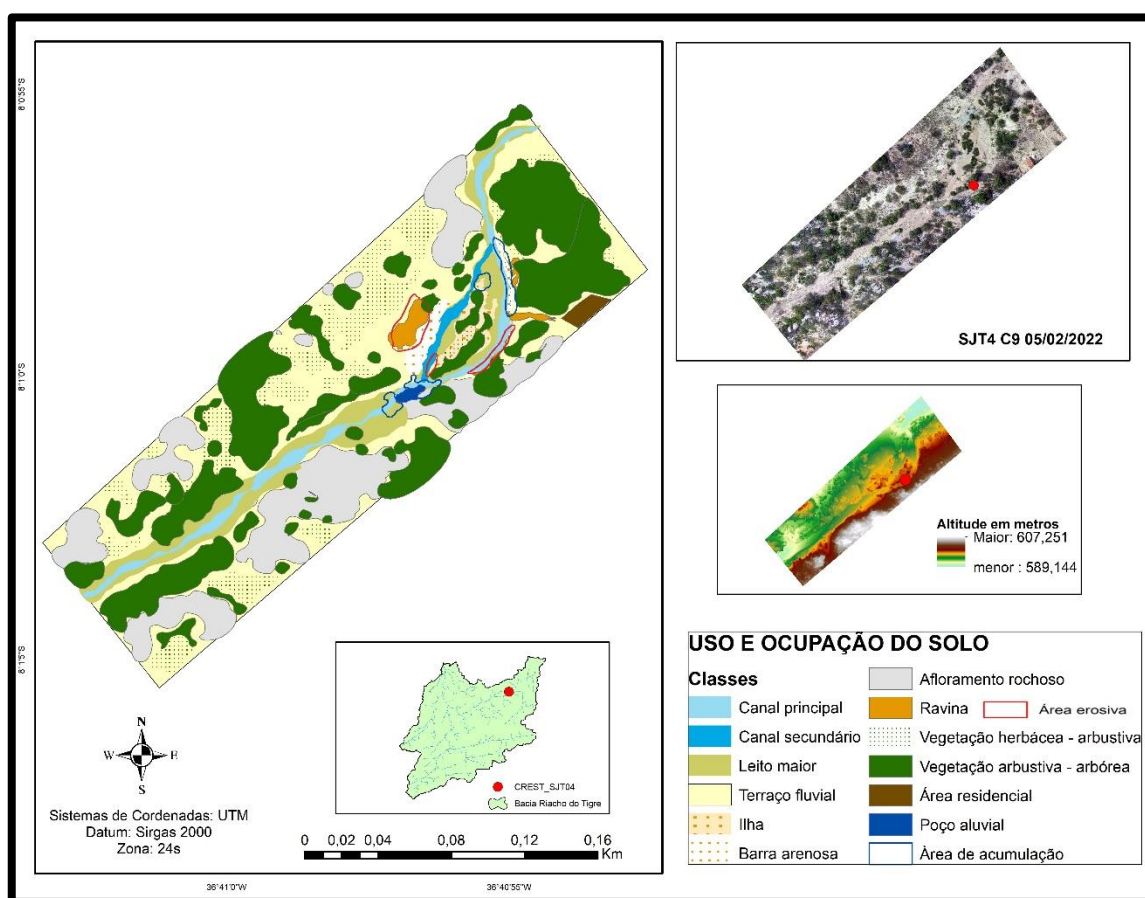 8°0'55"S
8°1'0"S
8°1'5"S
36°41'0"W
36°40'55"W
N
W E
S
Sistemas de Cordenadas: UTM
Datum: Sirgas 2000
Zona: 24s
CREST_SJT04
Bacia Riacho do Tigre
0 0,02 0,04 0,08 0,12 0,16
Km
SJT4 C9 05/02/2022
Altitude em metros
Maior: 607,251
menor : 589,144
USO E OCUPAÇÃO DO SOLO
Classes
Canal principal
Canal secundário
Leito maior
Terraço fluvial
Ilha
Barra arenosa
Afloramento rochoso
Ravina Área erosiva
Vegetação herbácea - arbustiva
Vegetação arbustiva - arbórea
Área residencial
Poço aluvial
Àrea de acumulação